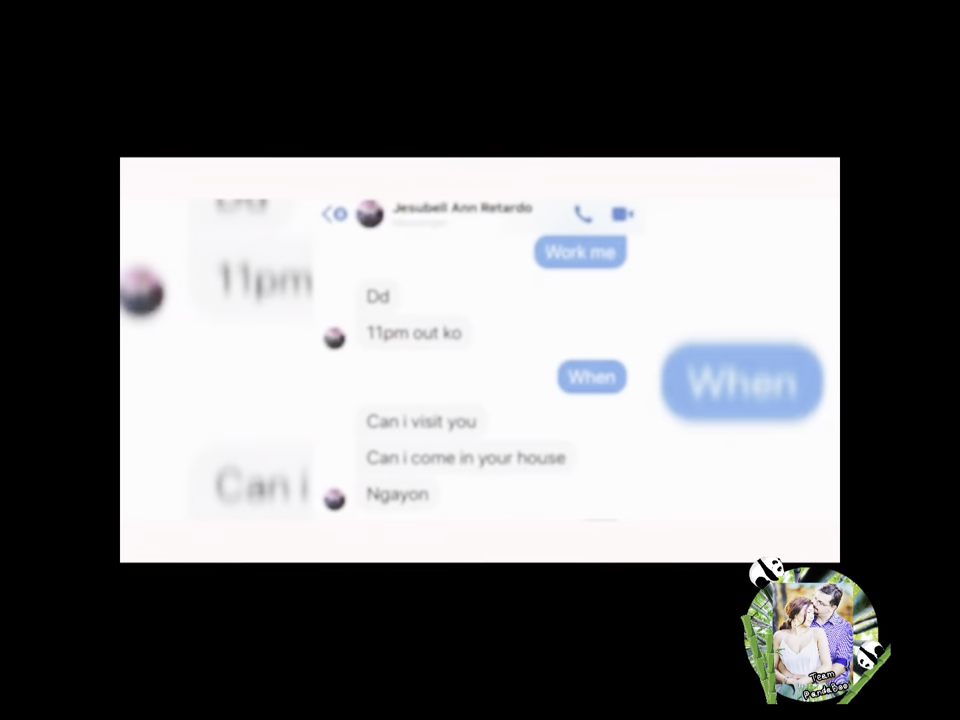 Jesubell Ann Retardo
Work me
Dd
11pm out ko
When
Can i visit you
Can i come in your house
Ngayon
11pm
Can i
When
Team
PandaBoo